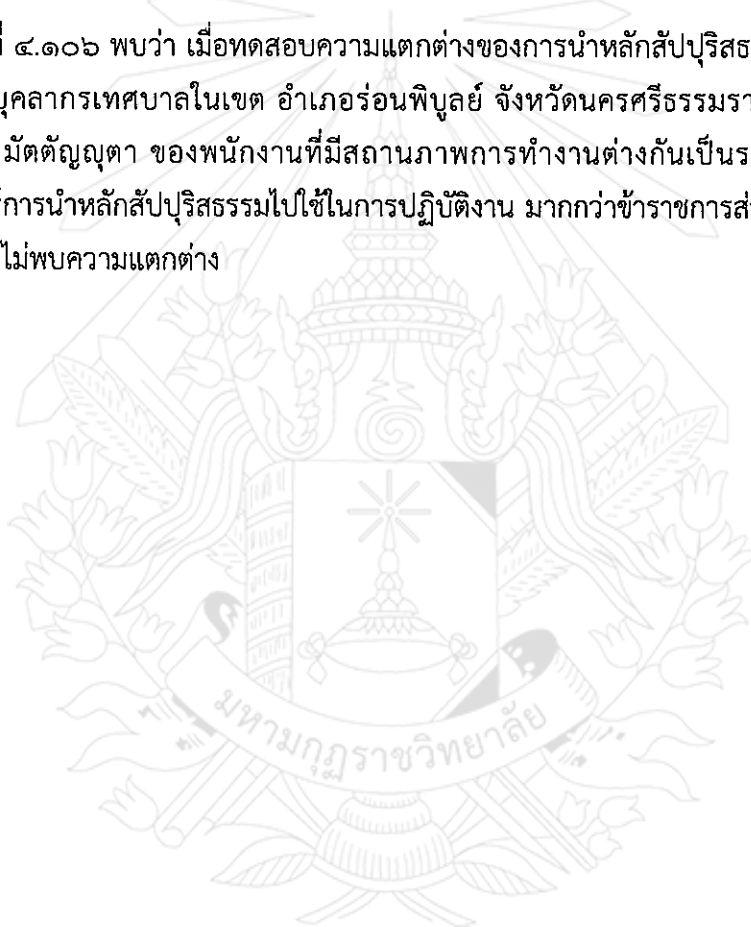 ที่ ๔.๑๐๖ พบว่า เมื่อทดสอบความแตกต่างของการนำหลักสัปปุริสธร
บุคลากรเทศบาลในเขต อำเภอร่อนพิบูลย์ จังหวัดนครศรีธรรมรา
มัตตัญญุตา ของพนักงานที่มีสถานภาพการทำงานต่างกันเป็นร
การนำหลักสัปปุริสธรรมไปใช้ในการปฏิบัติงาน มากกว่าข้าราชการส่
ไม่พบความแตกต่าง
มหามกุฏราชวิทยาลัย